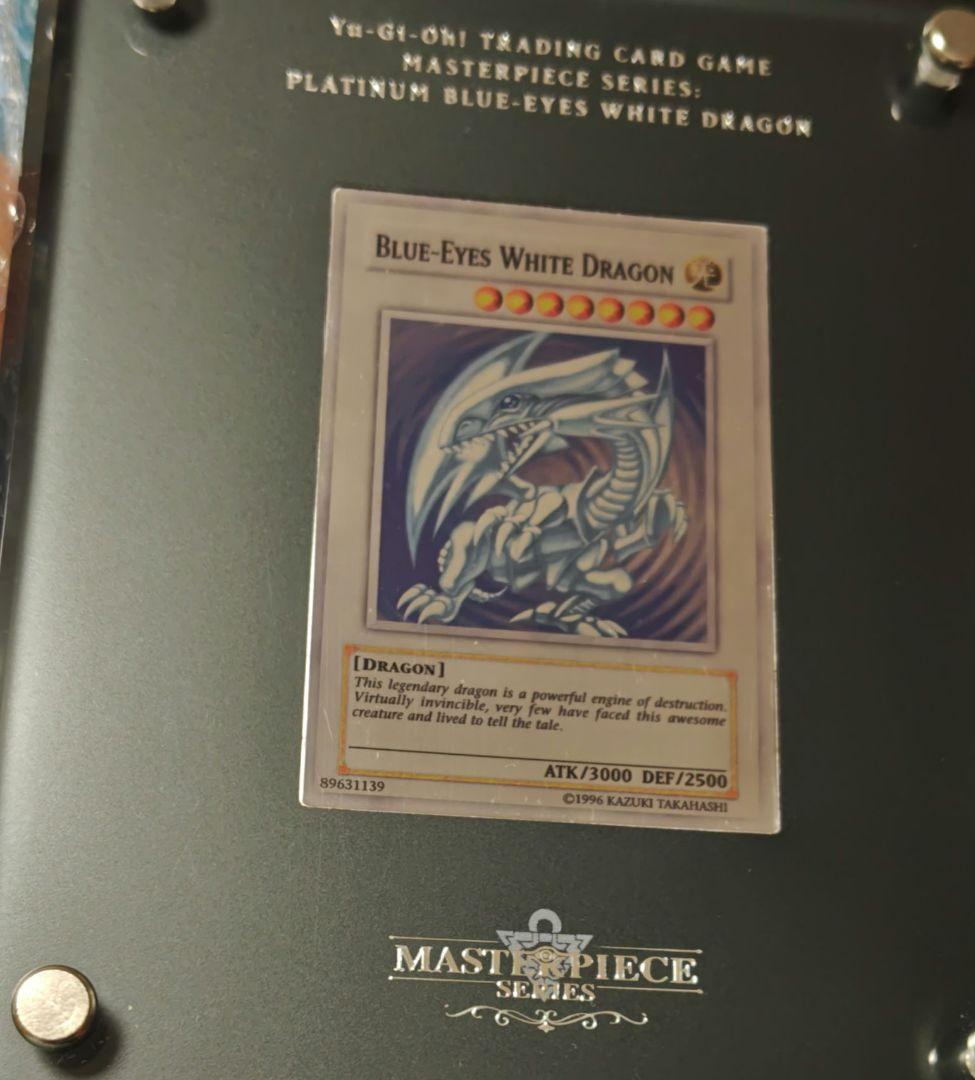 Yu-Gi-Oh! TRADING CARD GAME
MASTERPIECE SERIES:
PLATINUM BLUE-EYES WHITE DRAGON
BLUE-EYES WHITE DRAGON
[DRAGON]
This legendary dragon is a powerful engine of destruction.
Virtually invincible, very few have faced this awesome
creature and lived to tell the tale.
ATK/3000 DEF/2500
89631139
©1996 KAZUKI TAKAHASHI
MASTERPIECE
SERIES